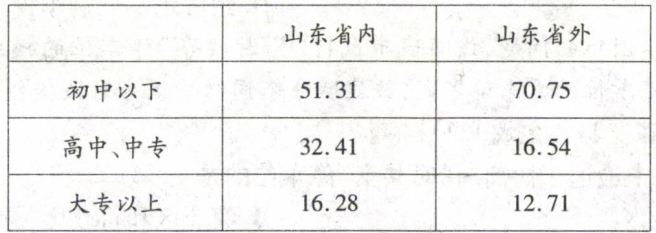 山东省内 山东省外
初中以下 51.31 70.75
高中、中专 32.41 16.54
大专以上 16.28 12.71